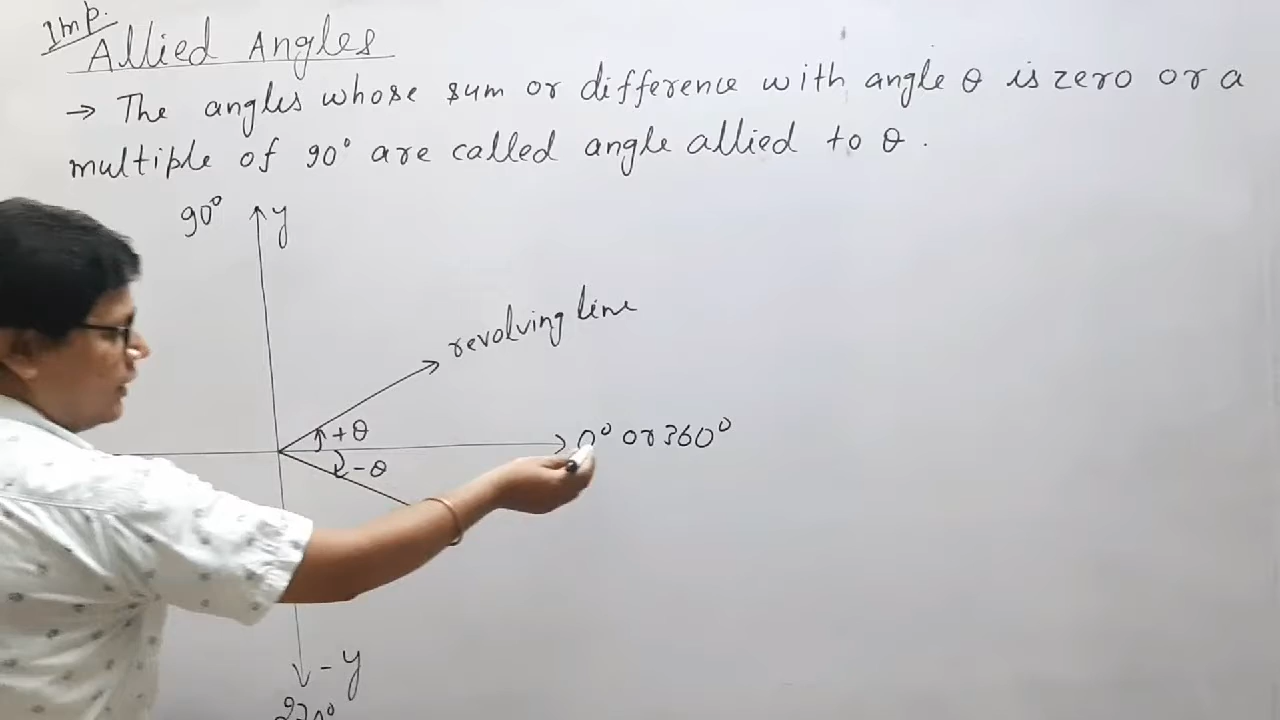 Imp.
Allied Angles
→ The angles whose sum or difference with angle θ is zero or a
multiple of 90° are called angle allied to θ.
90° y
revolving line
+θ
0° or 360°
-θ
-y
270°